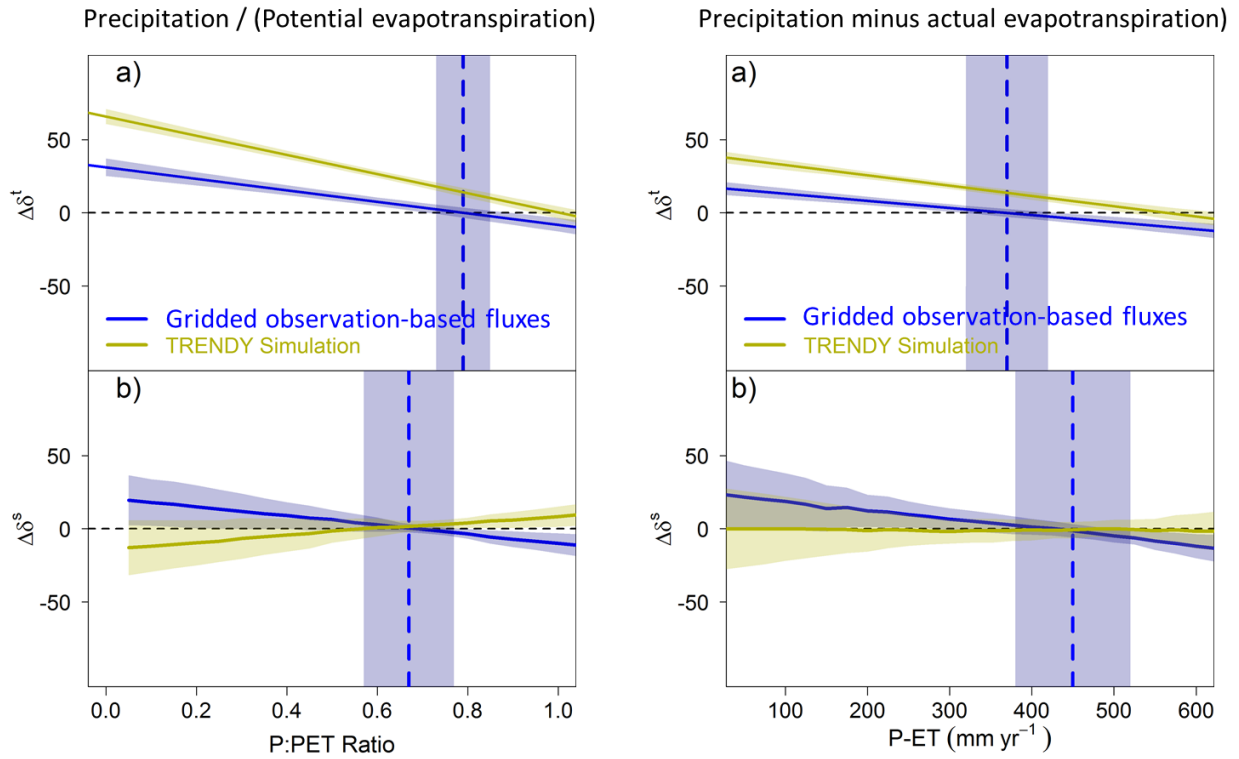 Precipitation / (Potential evapotranspiration)
Precipitation minus actual evapotranspiration)
a)
50
0
-50
Δδᵗ
Gridded observation-based fluxes
TRENDY Simulation
b)
50
0
-50
Δδˢ
0.0 0.2 0.4 0.6 0.8 1.0
P:PET Ratio
a)
50
0
-50
Δδᵗ
Gridded observation-based fluxes
TRENDY Simulation
b)
50
0
-50
Δδˢ
100 200 300 400 500 600
P-ET (mm yr⁻¹)